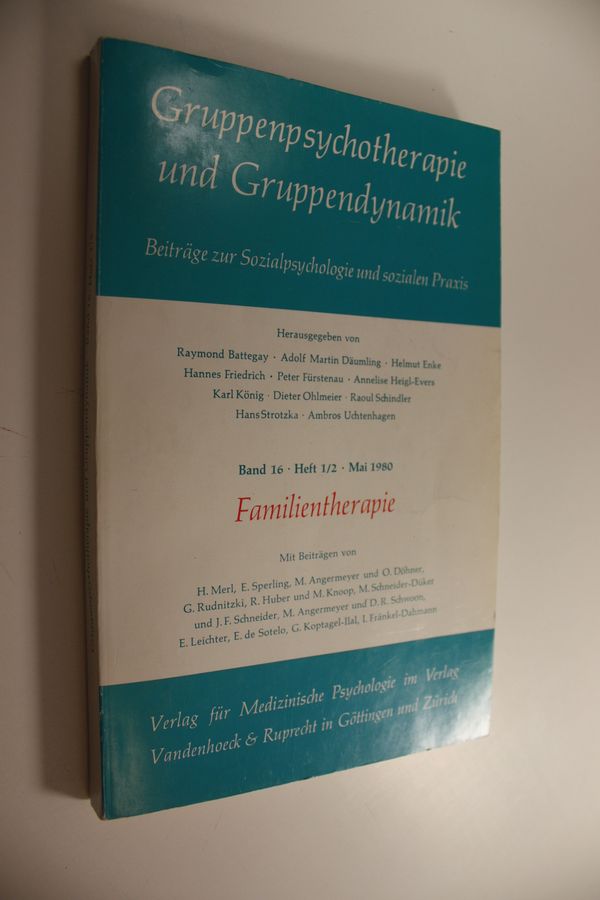 Gruppenpsychotherapie
und Gruppendynamik
Beiträge zur Sozialpsychologie und sozialen Praxis
Herausgegeben von
Raymond Battegay · Adolf Martin Däumling · Helmut Enke
Hannes Friedrich · Peter Fürstenau · Annelise Heigl-Evers
Karl König · Dieter Ohlmeier · Raoul Schindler
Hans Strotzka · Ambros Uchtenhagen
Band 16 · Heft 1/2 · Mai 1980
Familientherapie
Mit Beiträgen von
H. Merl, E. Sperling, M. Angermeyer und O. Döhner,
G. Rudnitzki, R. Huber und M. Knoop, M. Schneider-Düker
und J. F. Schneider, M. Angermeyer und D. R. Schwoon,
E. Leichter, E. de Sotelo, G. Koptagel-Ilal, I. Fränkel-Dahmann
Verlag für Medizinische Psychologie im Verlag
Vandenhoeck & Ruprecht in Göttingen und Zürich